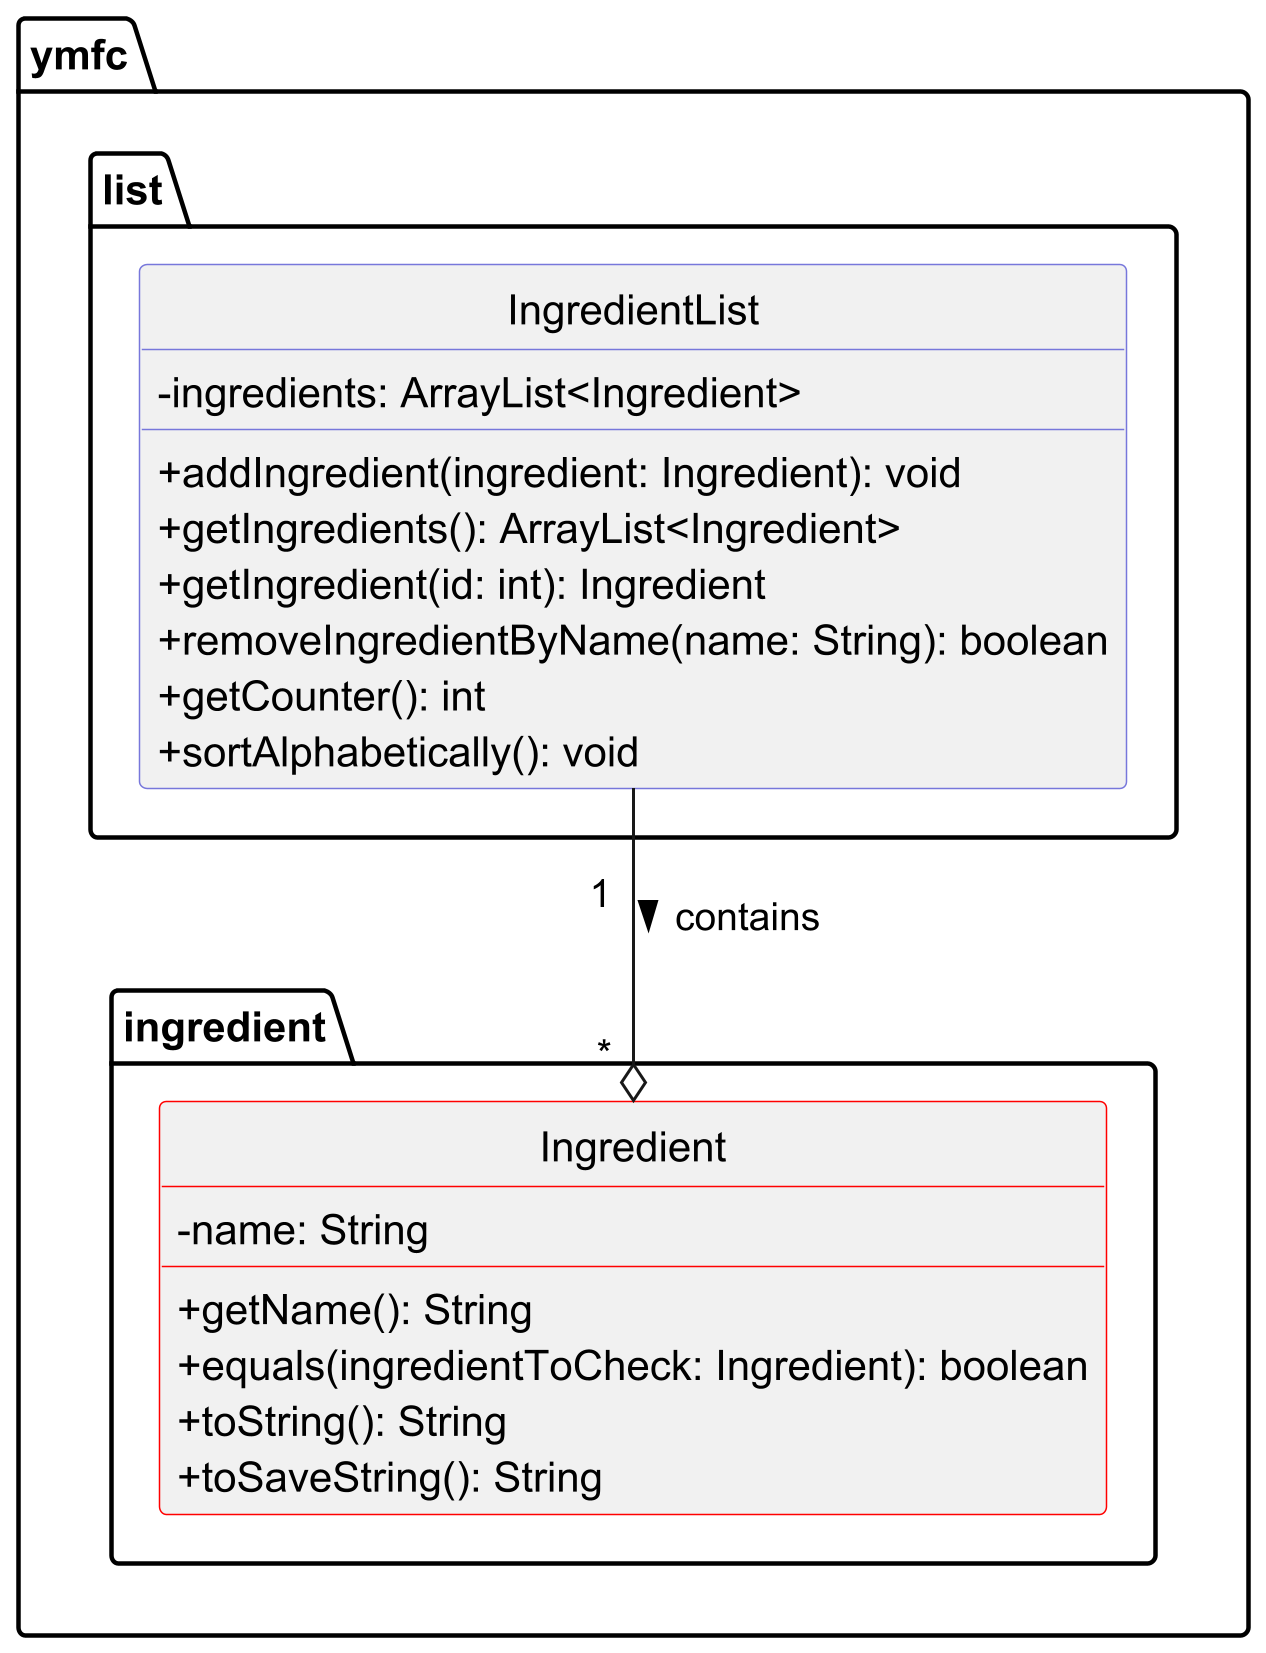 ymfc
list
IngredientList
-ingredients: ArrayList<Ingredient>
+addIngredient(ingredient: Ingredient): void
+getIngredients(): ArrayList<Ingredient>
+getIngredient(id: int): Ingredient
+removeIngredientByName(name: String): boolean
+getCounter(): int
+sortAlphabetically(): void
1
contains
*
ingredient
Ingredient
-name: String
+getName(): String
+equals(ingredientToCheck: Ingredient): boolean
+toString(): String
+toSaveString(): String